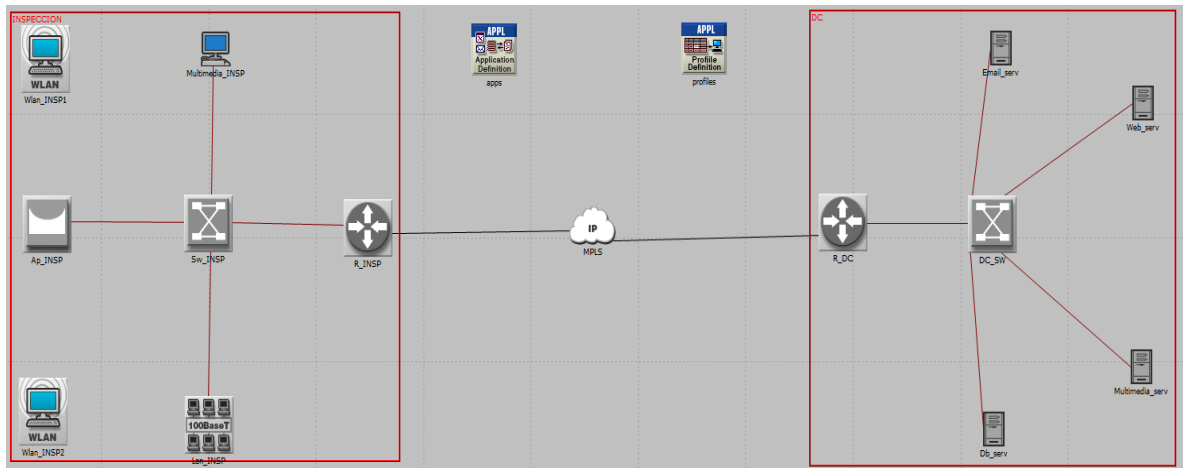 INSPECCION
WLAN
Wlan_INSP1
Multimedia_INSP
APPL
Application
Definition
apps
APPL
Profile
Definition
profiles
DC
Email_serv
Web_serv
Ap_INSP
Sw_INSP
R_INSP
IP
MPLS
R_DC
DC_SW
WLAN
Wlan_INSP2
100BaseT
Lan_INSP
Multimedia_serv
Db_serv